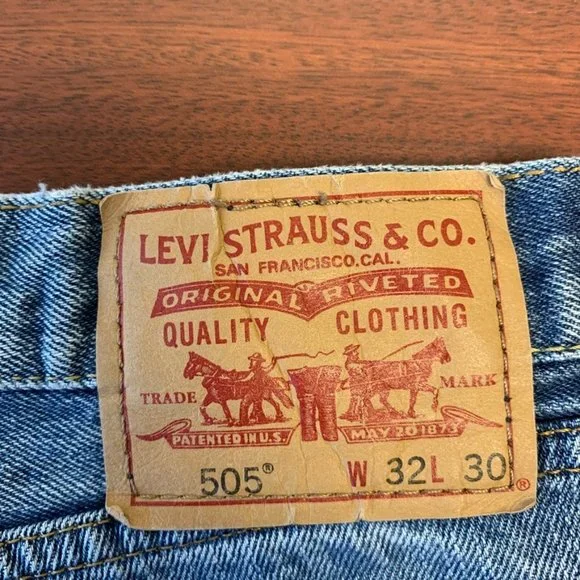 LEVI STRAUSS & CO.
SAN FRANCISCO.CAL.
ORIGINAL RIVETED
QUALITY CLOTHING
TRADE MARK
PATENTED IN U.S. MAY 20 1873
505® W 32 L 30 ®